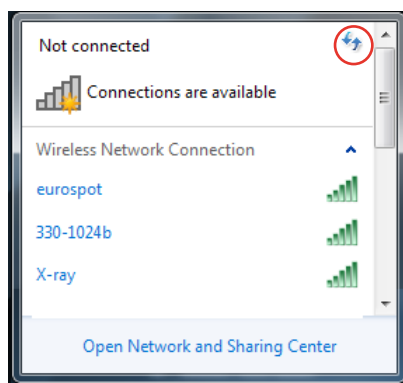 Not connected
Connections are available
Wireless Network Connection
eurospot
330-1024b
X-ray
Open Network and Sharing Center